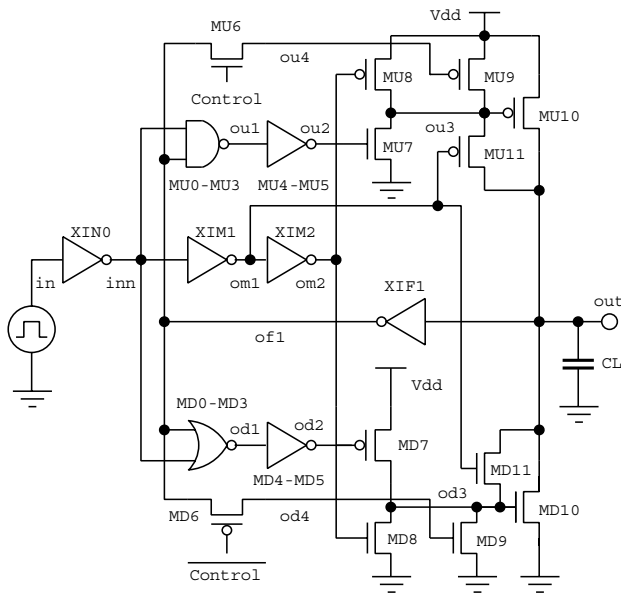 Vdd
MU6
ou4
MU8
MU9
Control
MU10
ou1
ou2
ou3
MU7
MU11
MU0-MU3
MU4-MU5
XIN0
XIM1
XIM2
in
inn
om1
om2
XIF1
out
of1
CL
Vdd
MD0-MD3
od1
od2
MD7
MD4-MD5
MD11
od3
MD6
od4
MD10
MD8
MD9
Control